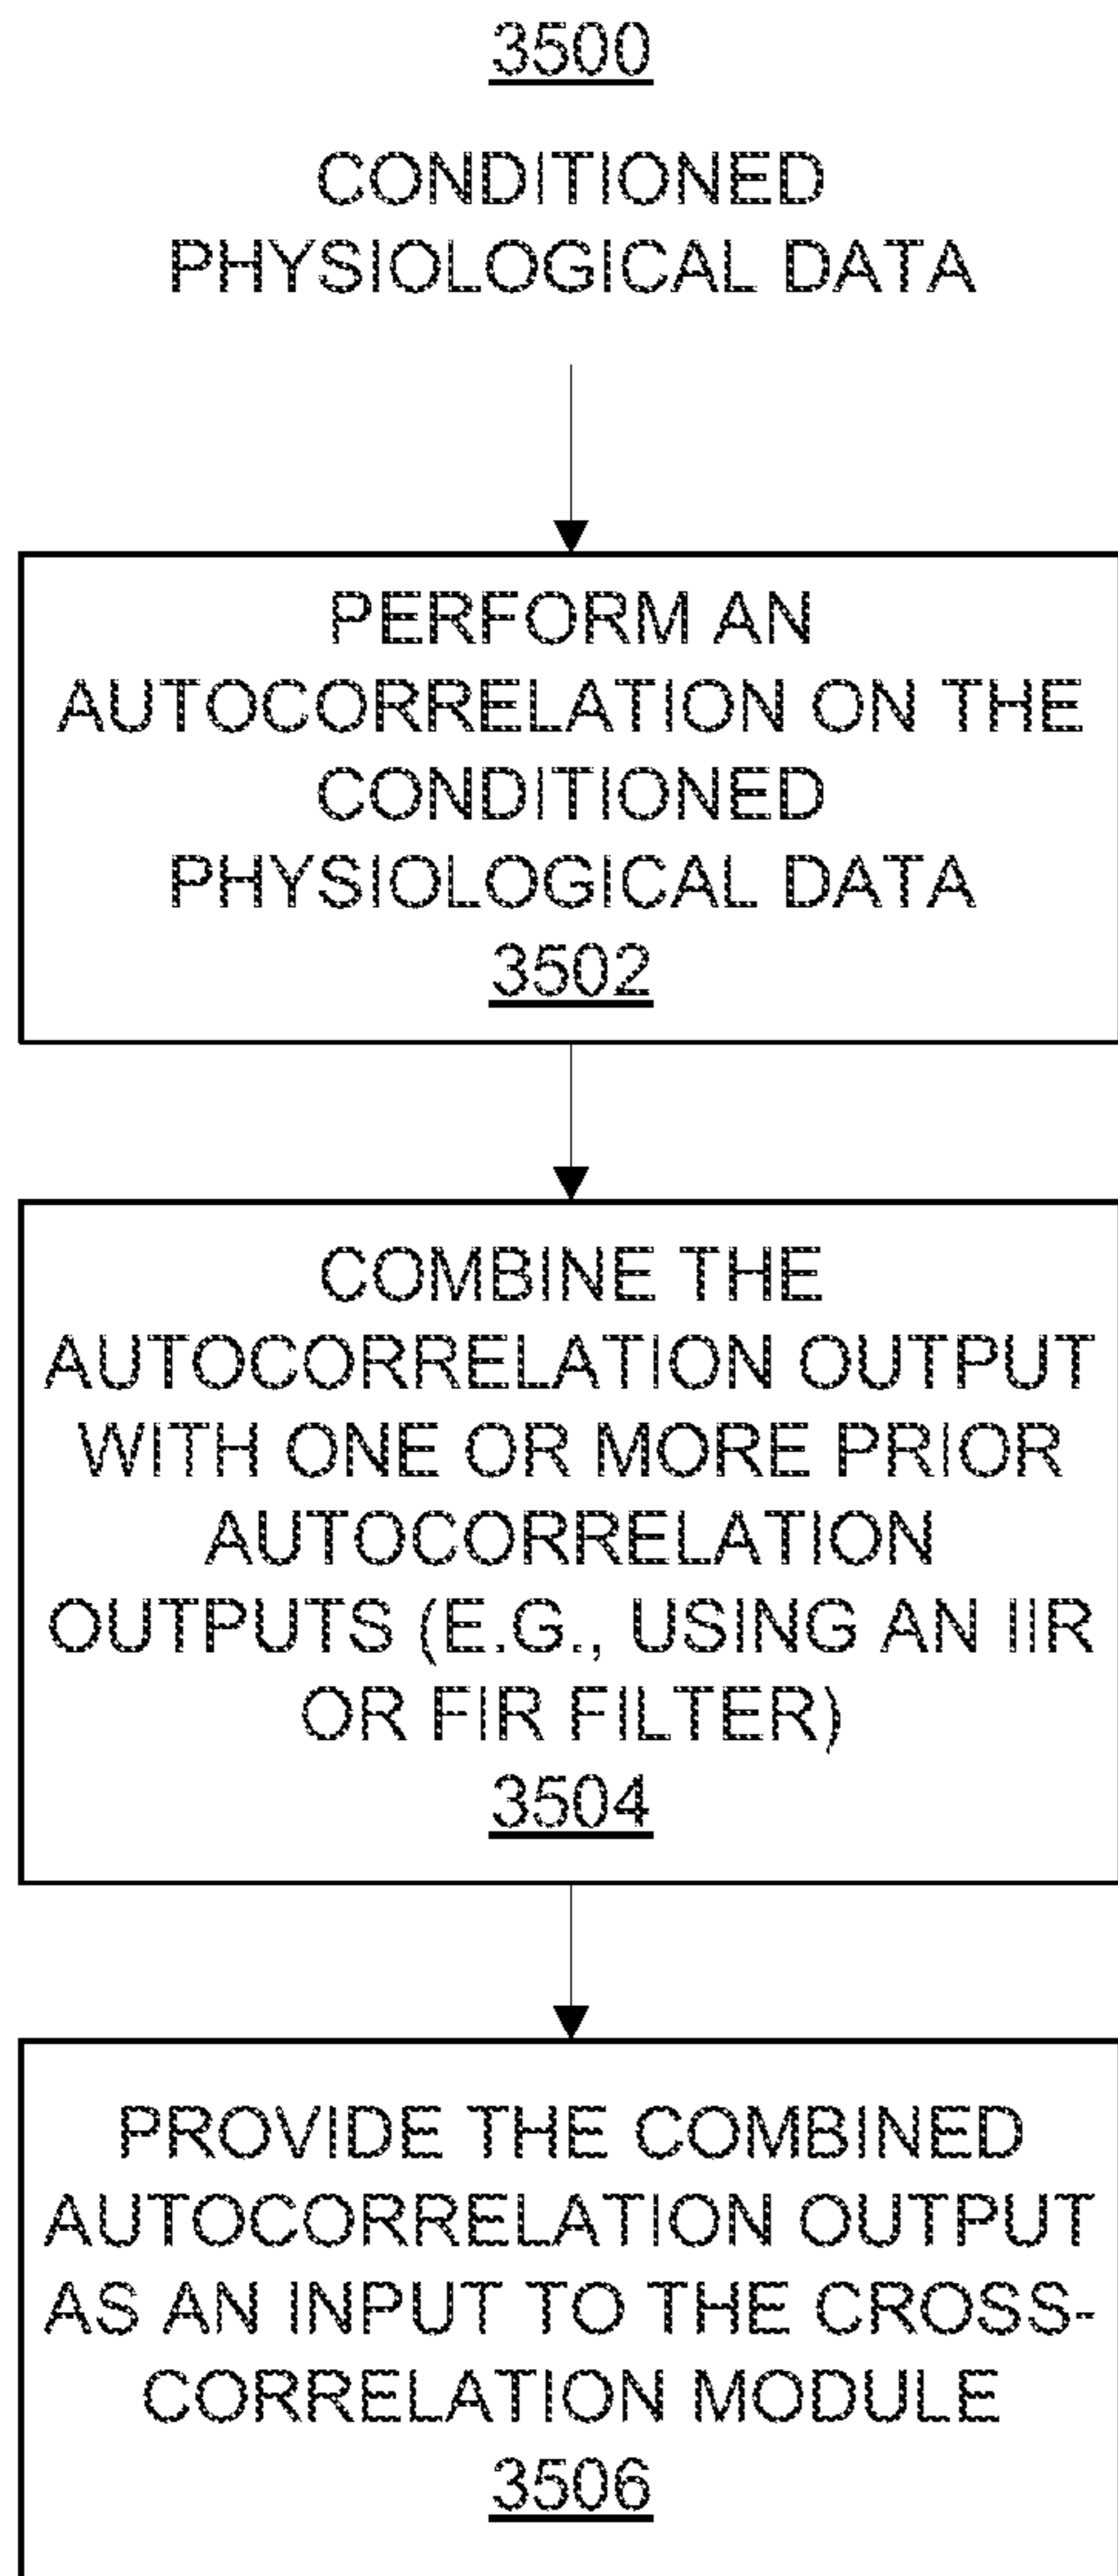 3500
CONDITIONED
PHYSIOLOGICAL DATA
PERFORM AN
AUTOCORRELATION ON THE
CONDITIONED
PHYSIOLOGICAL DATA
3502
COMBINE THE
AUTOCORRELATION OUTPUT
WITH ONE OR MORE PRIOR
AUTOCORRELATION
OUTPUTS (E.G., USING AN IIR
OR FIR FILTER)
3504
PROVIDE THE COMBINED
AUTOCORRELATION OUTPUT
AS AN INPUT TO THE CROSS-
CORRELATION MODULE
3506